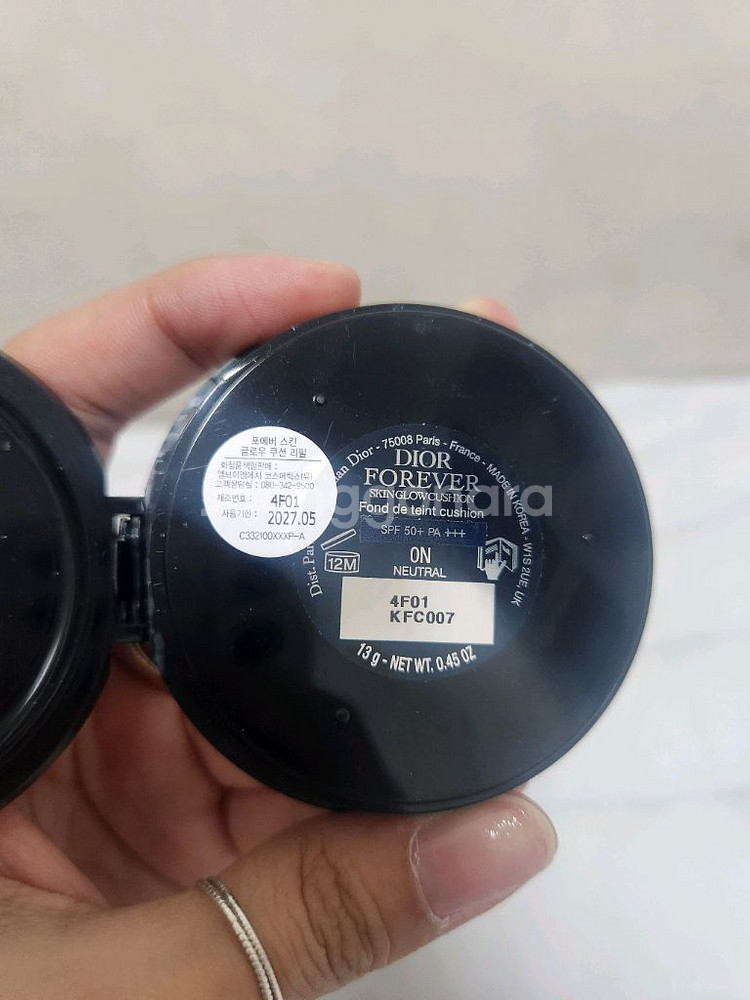 포에버 스킨
글로우 쿠션 리필
화장품책임판매 :
엘브이엠에치 코스메틱스(유)
고객상담실 : 080-342-9500
제조번호 : 4F01
사용기한 : 2027.05
C332100XXXP-A
Dior - 75008 Paris - France - MADE IN KOREA - W1S 2UE, UK
DIOR
FOREVER
SKIN GLOW CUSHION
Fond de teint cushion
SPF 50+ PA +++
12M
0N
NEUTRAL
4F01
KFC007
13 g - NET WT. 0.45 OZ